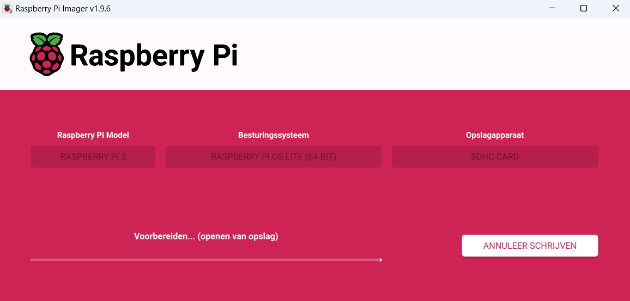 Raspberry Pi Imager v1.9.6
Raspberry Pi
Raspberry Pi Model
Besturingssysteem
Opslagapparaat
RASPBERRY PI 3
RASPBERRY PI OS LITE (64-BIT)
SDHC CARD
Voorbereiden... (openen van opslag)
ANNULEER SCHRIJVEN